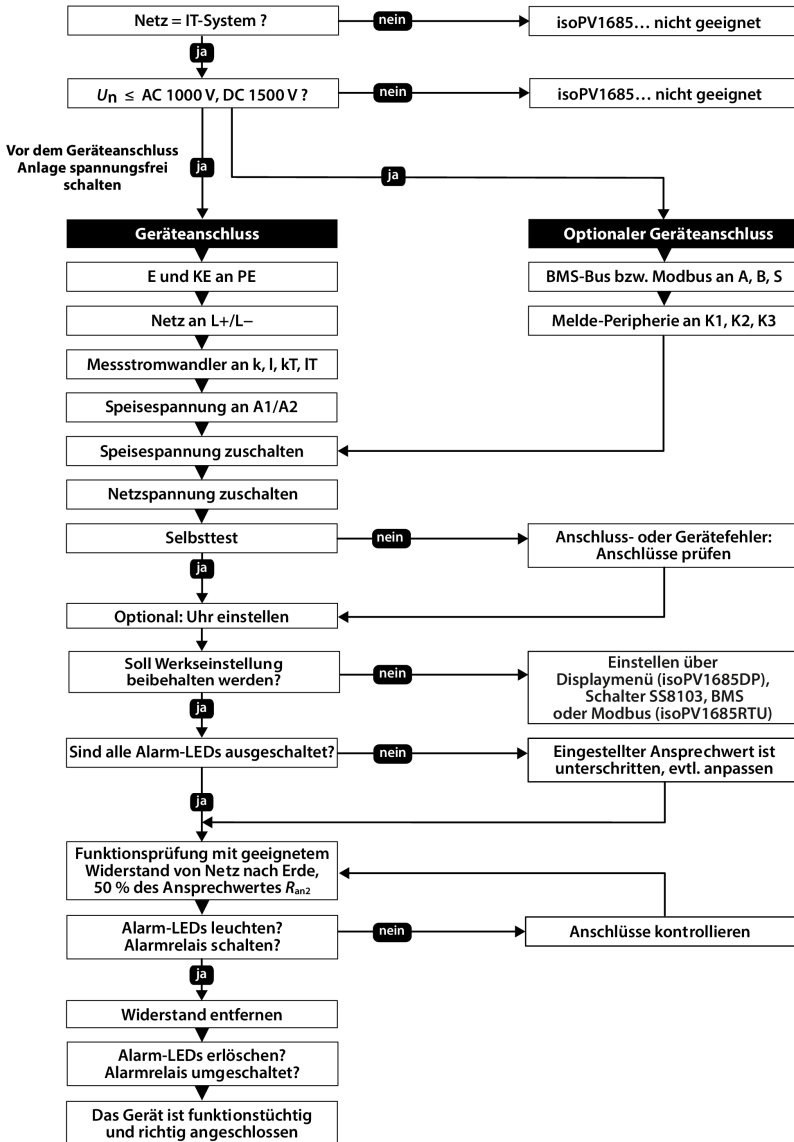 Netz = IT-System ?
nein
isoPV1685… nicht geeignet
ja
Un ≤ AC 1000 V, DC 1500 V ?
nein
isoPV1685… nicht geeignet
Vor dem Geräteanschluss
Anlage spannungsfrei
schalten
ja
ja
Geräteanschluss
Optionaler Geräteanschluss
E und KE an PE
BMS-Bus bzw. Modbus an A, B, S
Netz an L+/L−
Melde-Peripherie an K1, K2, K3
Messstromwandler an k, l, kT, lT
Speisespannung an A1/A2
Speisespannung zuschalten
Netzspannung zuschalten
Selbsttest
nein
Anschluss- oder Gerätefehler:
Anschlüsse prüfen
ja
Optional: Uhr einstellen
Soll Werkseinstellung
beibehalten werden?
nein
Einstellen über
Displaymenü (isoPV1685DP),
Schalter SS8103, BMS
oder Modbus (isoPV1685RTU)
ja
Sind alle Alarm-LEDs ausgeschaltet?
nein
Eingestellter Ansprechwert ist
unterschritten, evtl. anpassen
ja
Funktionsprüfung mit geeignetem
Widerstand von Netz nach Erde,
50 % des Ansprechwertes Ran2
Alarm-LEDs leuchten?
Alarmrelais schalten?
nein
Anschlüsse kontrollieren
ja
Widerstand entfernen
Alarm-LEDs erlöschen?
Alarmrelais umgeschaltet?
Das Gerät ist funktionstüchtig
und richtig angeschlossen